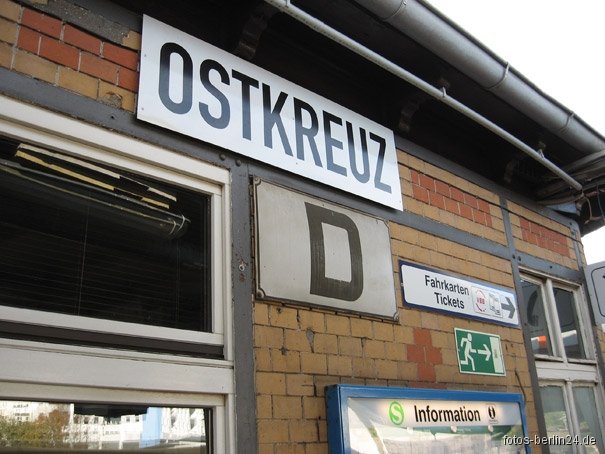 OSTKREUZ
D
Fahrkarten
Tickets
S Information i
fotos-berlin24.de